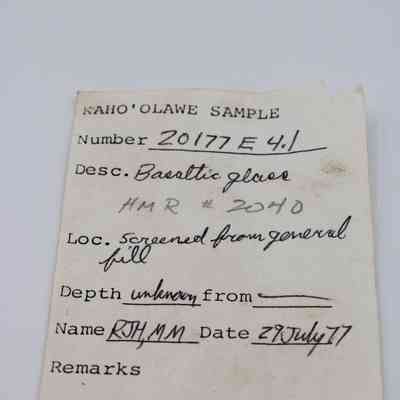 KAHO'OLAWE SAMPLE
Number 20177 E 4.1
Desc. Basaltic glass
HMR # 2040
Loc. screened from general
fill
Depth unknown from —
Name RJH, MM Date 29 July 77
Remarks